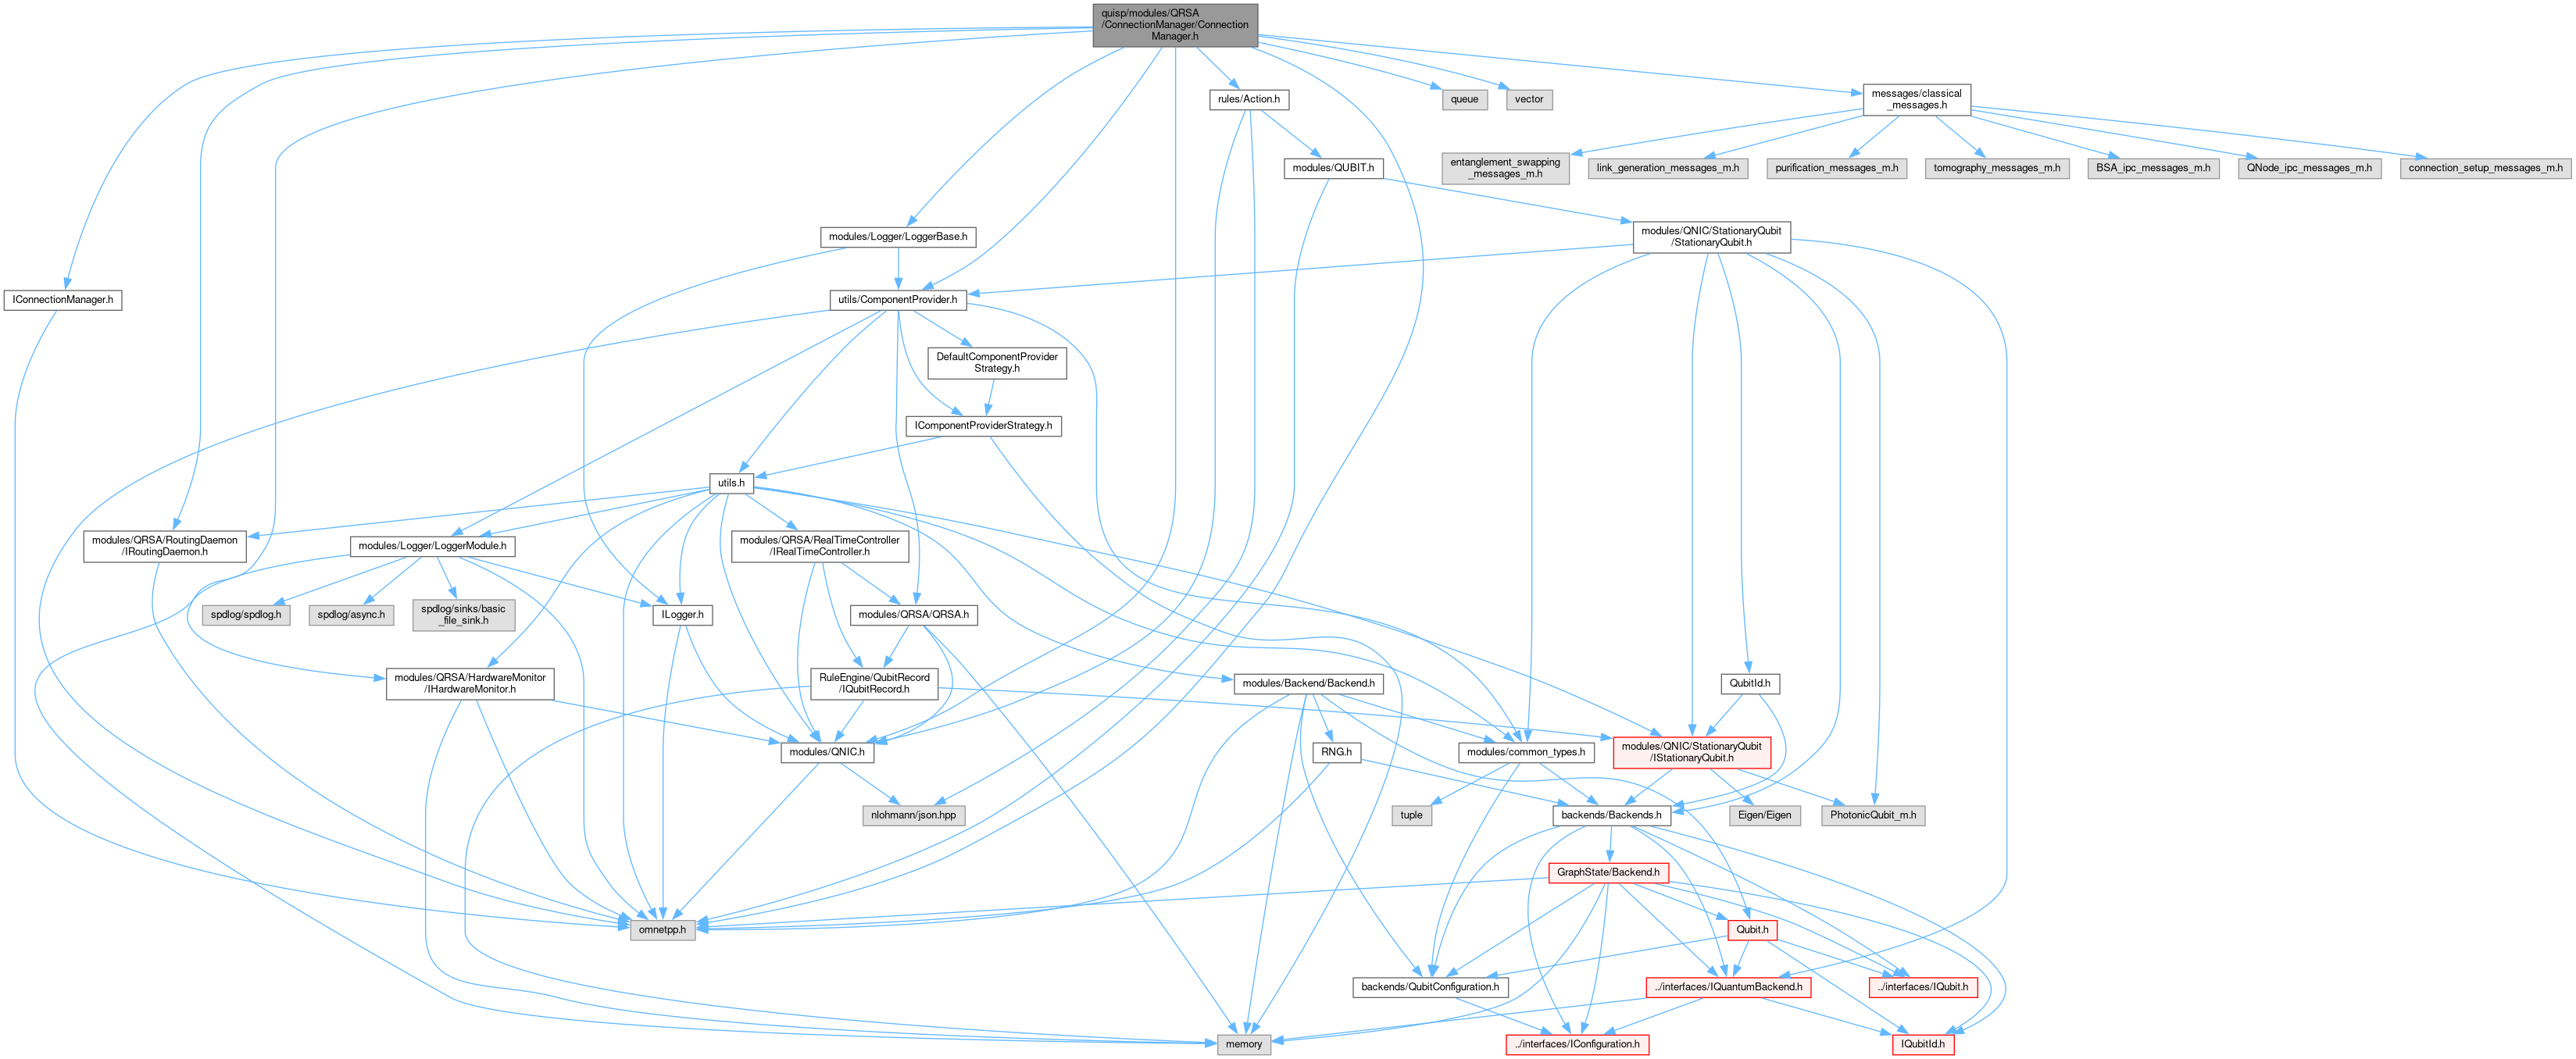 quisp/modules/QRSA
/ConnectionManager/Connection
Manager.h
rules/Action.h
queue
vector
messages/classical
_messages.h
modules/QUBIT.h
entanglement_swapping
_messages_m.h
link_generation_messages_m.h
purification_messages_m.h
tomography_messages_m.h
BSA_ipc_messages_m.h
QNode_ipc_messages_m.h
connection_setup_messages_m.h
modules/Logger/LoggerBase.h
modules/QNIC/StationaryQubit
/StationaryQubit.h
IConnectionManager.h
utils/ComponentProvider.h
DefaultComponentProvider
Strategy.h
IComponentProviderStrategy.h
utils.h
modules/QRSA/RoutingDaemon
/IRoutingDaemon.h
modules/Logger/LoggerModule.h
modules/QRSA/RealTimeController
/IRealTimeController.h
spdlog/spdlog.h
spdlog/async.h
spdlog/sinks/basic
_file_sink.h
ILogger.h
modules/QRSA/QRSA.h
modules/QRSA/HardwareMonitor
/IHardwareMonitor.h
RuleEngine/QubitRecord
/IQubitRecord.h
modules/Backend/Backend.h
QubitId.h
modules/QNIC.h
RNG.h
modules/common_types.h
modules/QNIC/StationaryQubit
/IStationaryQubit.h
nlohmann/json.hpp
tuple
backends/Backends.h
Eigen/Eigen
PhotonicQubit_m.h
GraphState/Backend.h
omnetpp.h
Qubit.h
backends/QubitConfiguration.h
../interfaces/IQuantumBackend.h
../interfaces/IQubit.h
memory
../interfaces/IConfiguration.h
IQubitId.h